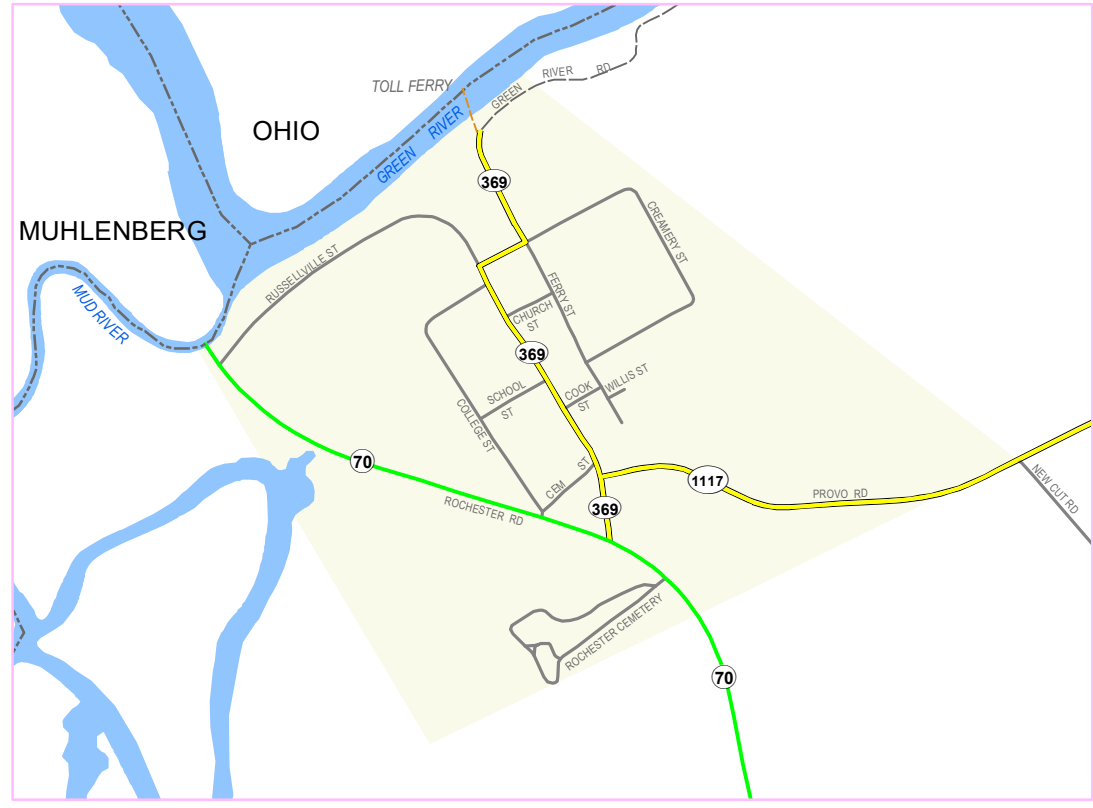 TOLL FERRY
RIVER
RD
GREEN
OHIO
GREEN RIVER
369
MUHLENBERG
CREAMERY ST
RUSSELLVILLE ST
FERRY ST
MUD RIVER
CHURCH
ST
369
WILLIS ST
SCHOOL
ST
COOK
ST
COLLEGE ST
70
CEM ST
1117
PROVO RD
NEW CUT RD
ROCHESTER RD
369
ROCHESTER CEMETERY
70